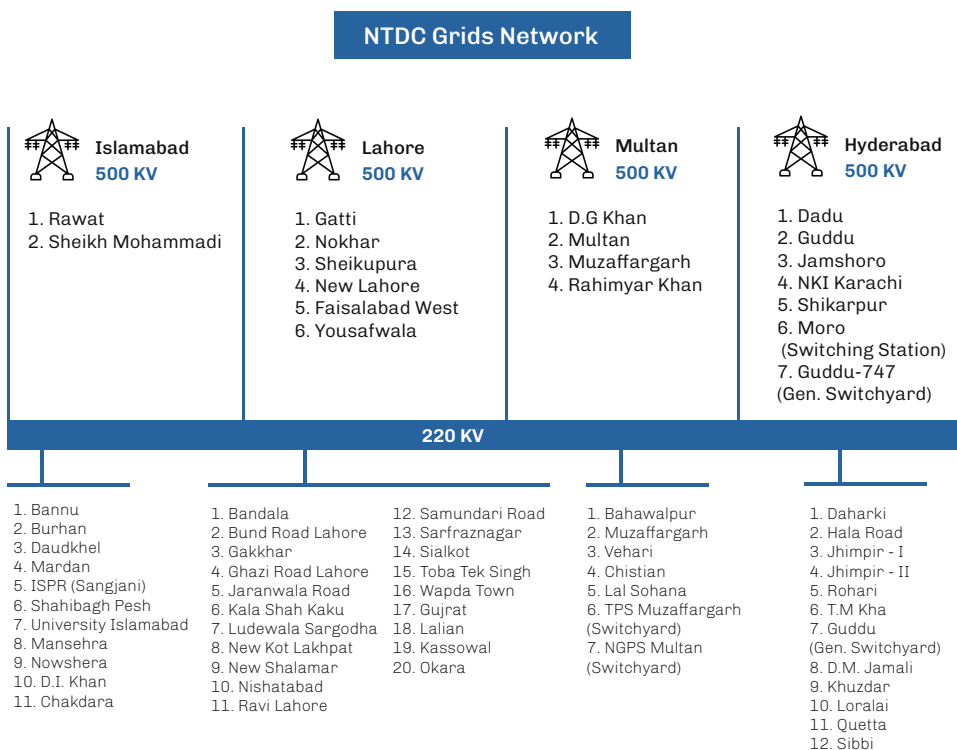 NTDC Grids Network
Islamabad
500 KV
1. Rawat
2. Sheikh Mohammadi
Lahore
500 KV
1. Gatti
2. Nokhar
3. Sheikupura
4. New Lahore
5. Faisalabad West
6. Yousafwala
Multan
500 KV
1. D.G Khan
2. Multan
3. Muzaffargarh
4. Rahimyar Khan
Hyderabad
500 KV
1. Dadu
2. Guddu
3. Jamshoro
4. NKI Karachi
5. Shikarpur
6. Moro
(Switching Station)
7. Guddu-747
(Gen. Switchyard)
220 KV
1. Bannu
2. Burhan
3. Daudkhel
4. Mardan
5. ISPR (Sangjani)
6. Shahibagh Pesh
7. University Islamabad
8. Mansehra
9. Nowshera
10. D.I. Khan
11. Chakdara
1. Bandala
2. Bund Road Lahore
3. Gakkhar
4. Ghazi Road Lahore
5. Jaranwala Road
6. Kala Shah Kaku
7. Ludewala Sargodha
8. New Kot Lakhpat
9. New Shalamar
10. Nishatabad
11. Ravi Lahore
12. Samundari Road
13. Sarfraznagar
14. Sialkot
15. Toba Tek Singh
16. Wapda Town
17. Gujrat
18. Lalian
19. Kassowal
20. Okara
1. Bahawalpur
2. Muzaffargarh
3. Vehari
4. Chistian
5. Lal Sohana
6. TPS Muzaffargarh
(Switchyard)
7. NGPS Multan
(Switchyard)
1. Daharki
2. Hala Road
3. Jhimpir - I
4. Jhimpir - II
5. Rohari
6. T.M Kha
7. Guddu
(Gen. Switchyard)
8. D.M. Jamali
9. Khuzdar
10. Loralai
11. Quetta
12. Sibbi